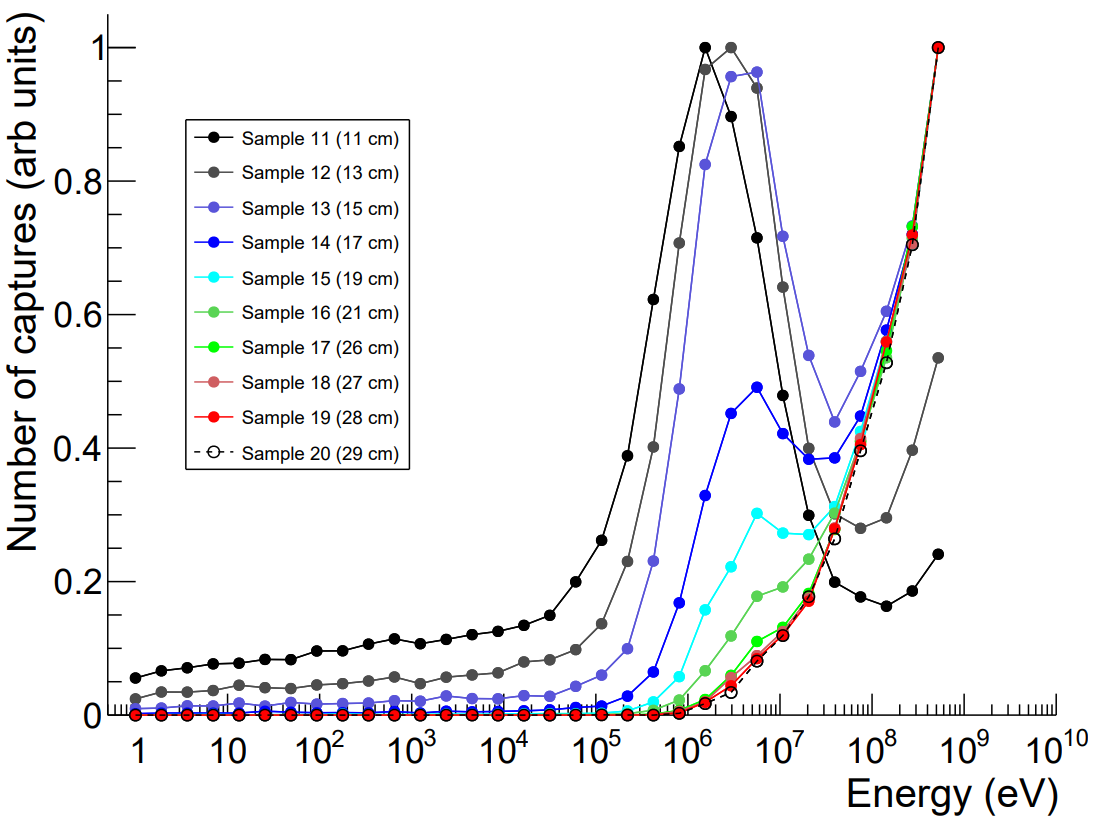 Number of captures (arb units)
1
0.8
0.6
0.4
0.2
0
Sample 11 (11 cm)
Sample 12 (13 cm)
Sample 13 (15 cm)
Sample 14 (17 cm)
Sample 15 (19 cm)
Sample 16 (21 cm)
Sample 17 (26 cm)
Sample 18 (27 cm)
Sample 19 (28 cm)
Sample 20 (29 cm)
1 10 10² 10³ 10⁴ 10⁵ 10⁶ 10⁷ 10⁸ 10⁹ 10¹⁰
Energy (eV)